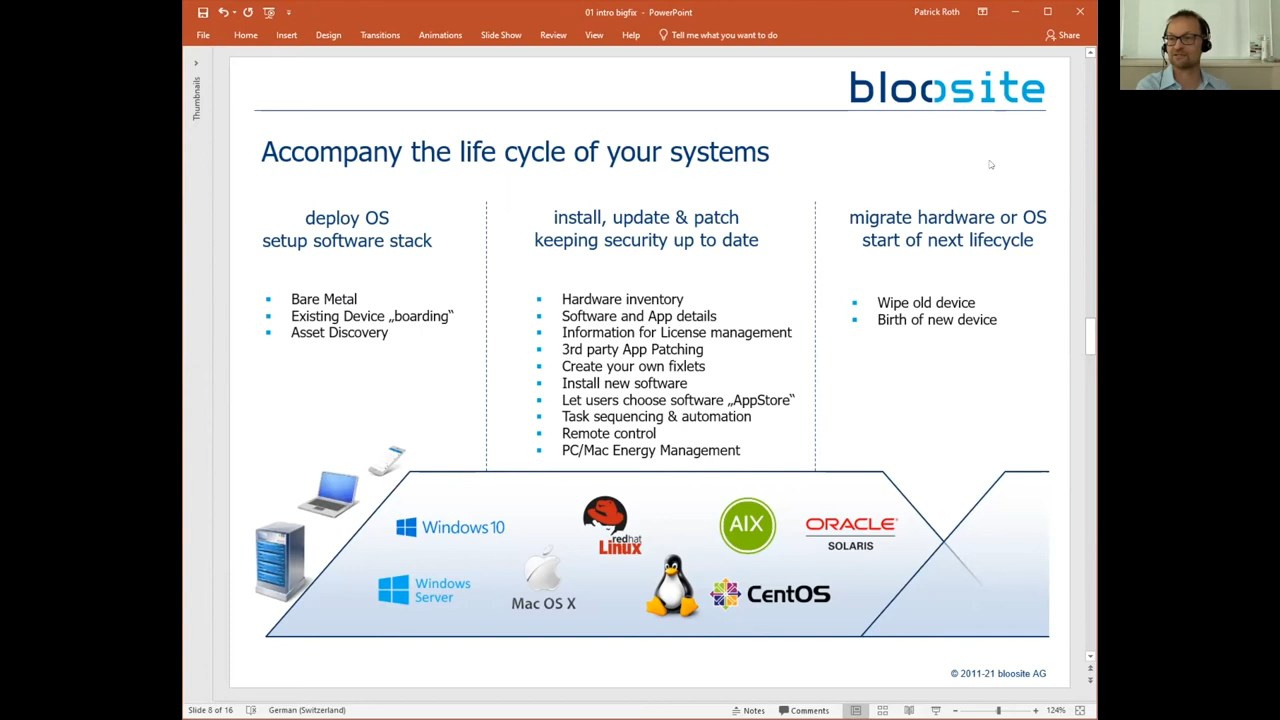 01 intro bigfix - PowerPoint
Patrick Roth
File Home Insert Design Transitions Animations Slide Show Review View Help Tell me what you want to do Share
Thumbnails
bloosite
Accompany the life cycle of your systems
deploy OS
setup software stack
Bare Metal
Existing Device „boarding“
Asset Discovery
install, update & patch
keeping security up to date
Hardware inventory
Software and App details
Information for License management
3rd party App Patching
Create your own fixlets
Install new software
Let users choose software „AppStore“
Task sequencing & automation
Remote control
PC/Mac Energy Management
migrate hardware or OS
start of next lifecycle
Wipe old device
Birth of new device
Windows 10
redhat
Linux
AIX
ORACLE
SOLARIS
Windows
Server
Mac OS X
CentOS
© 2011-21 bloosite AG
Slide 8 of 16 German (Switzerland) Notes Comments 124%